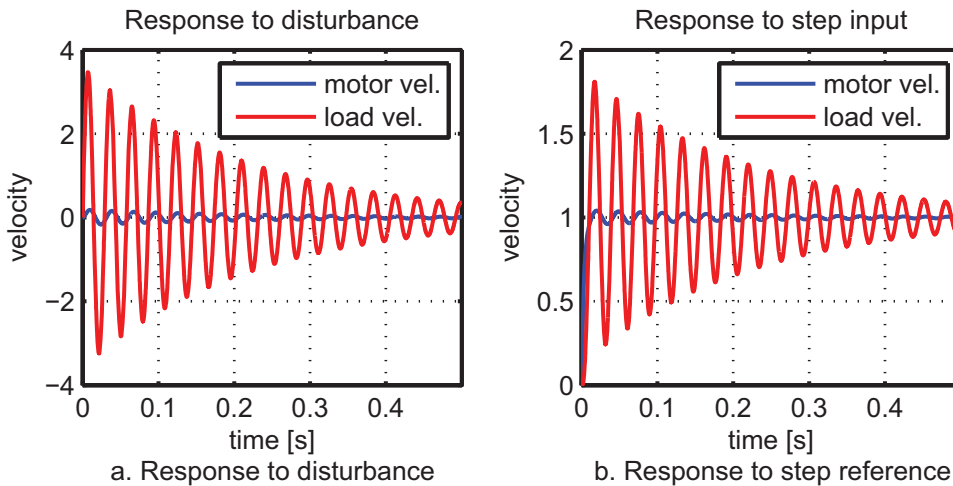 Response to disturbance
4
2
0
−2
−4
velocity
motor vel.
load vel.
0
0.1
0.2
0.3
0.4
time [s]
a. Response to disturbance
Response to step input
2
1.5
1
0.5
0
velocity
motor vel.
load vel.
0
0.1
0.2
0.3
0.4
time [s]
b. Response to step reference